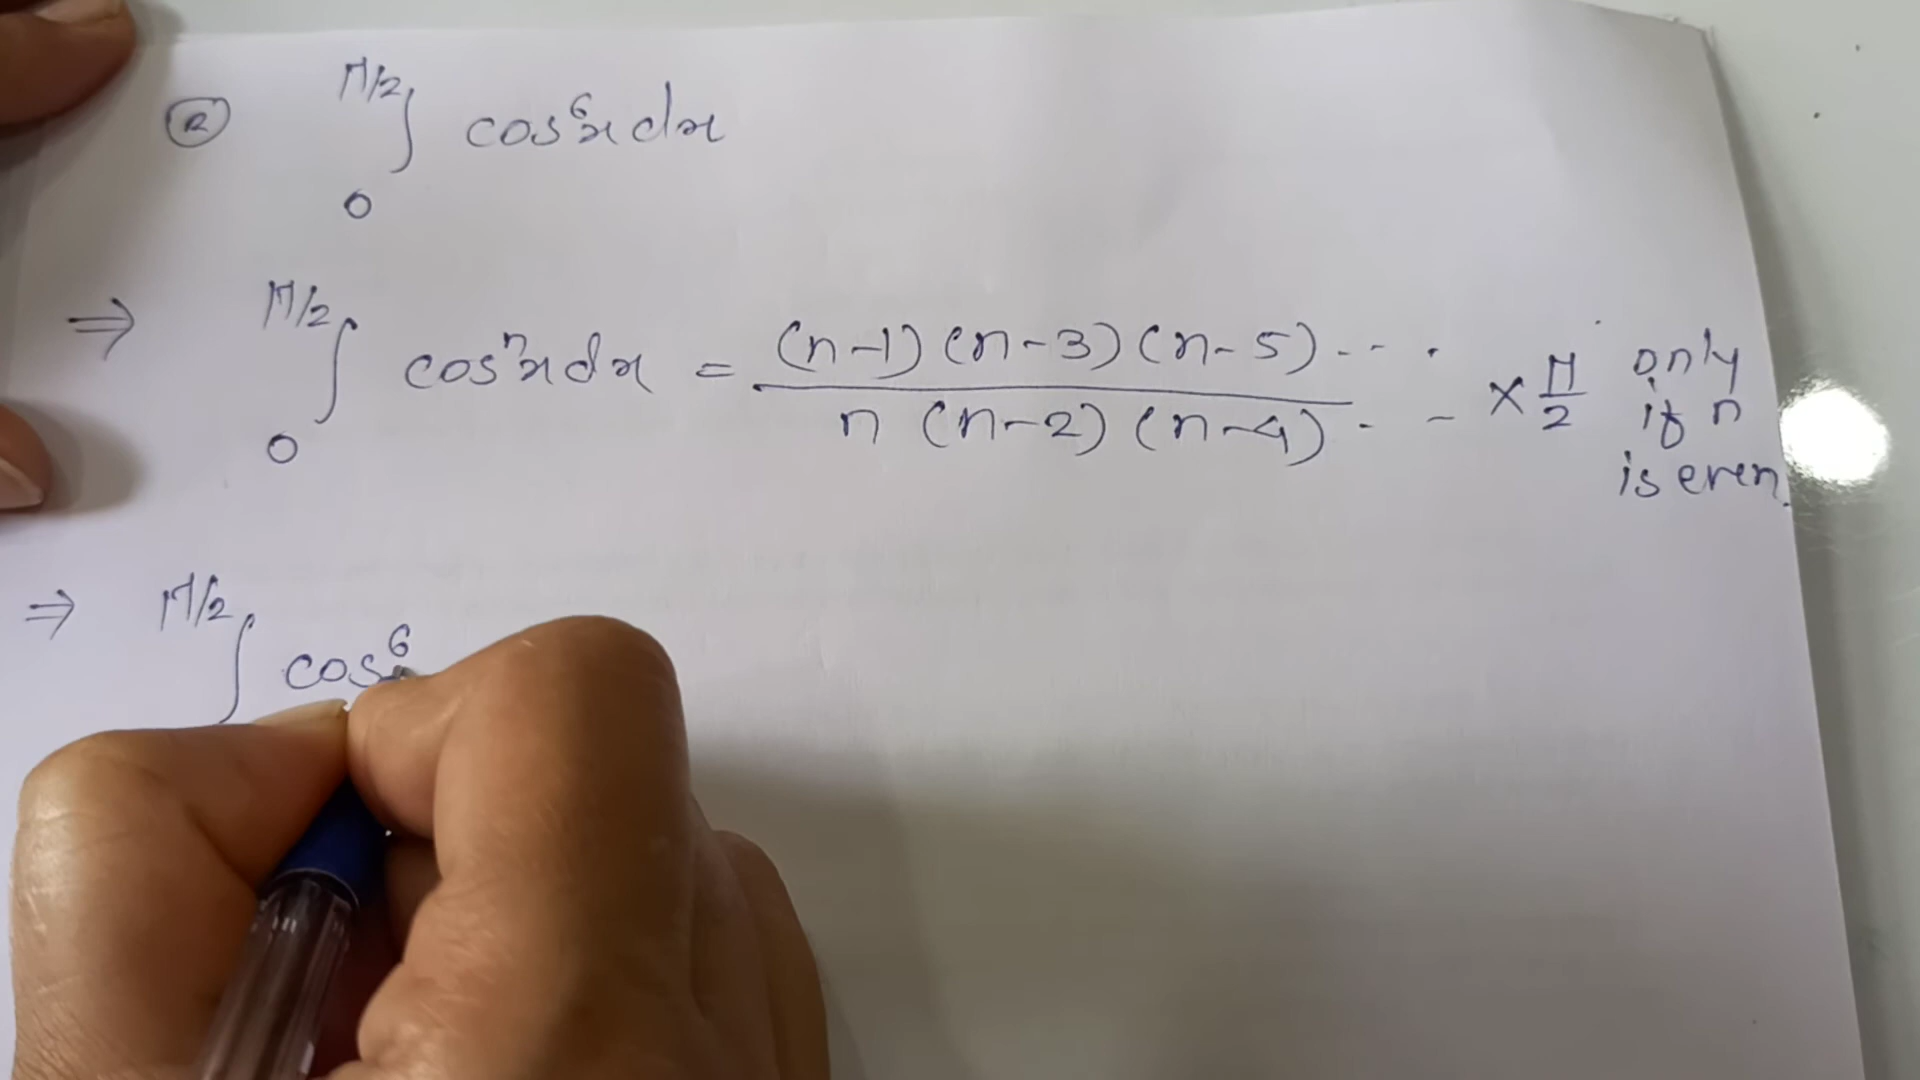 ② π/2∫0 cos⁶x dx
⇒ π/2∫0 cosⁿx dx = (n-1)(n-3)(n-5)--. / n(n-2)(n-4)-- × π/2 only if n is even.
⇒ π/2∫ cos⁶